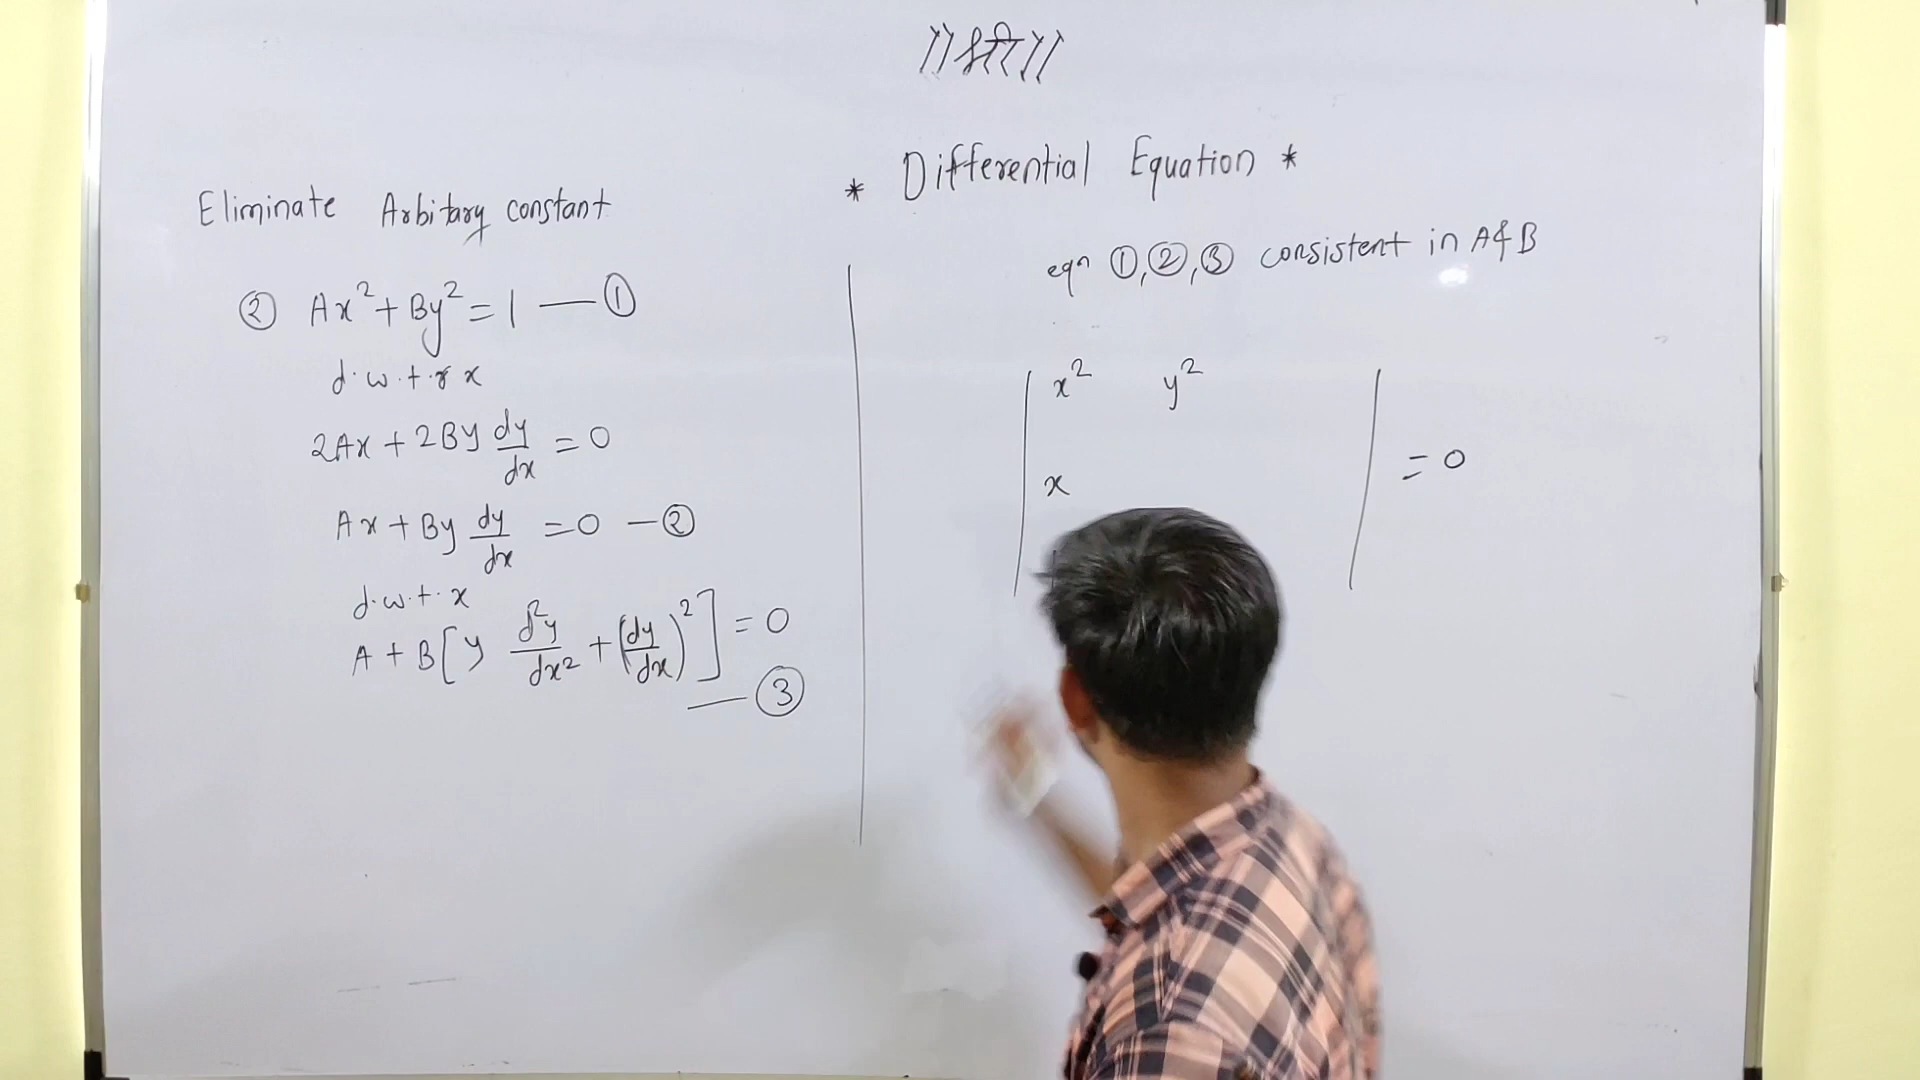 ॥श्री॥
* Differential Equation *
Eliminate Arbitary constant
② Ax² + By² = 1 — ①
d.w.t.r x
2Ax + 2By dy/dx = 0
Ax + By dy/dx = 0 — ②
d.w.t. x
A + B[y d²y/dx² + (dy/dx)²] = 0
— ③
eqn ①,②,③ consistent in A&B
| x² y² |
| x | = 0